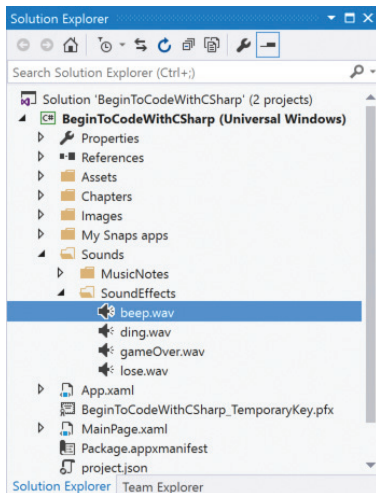 Solution Explorer
Search Solution Explorer (Ctrl+;)
Solution 'BeginToCodeWithCSharp' (2 projects)
C# BeginToCodeWithCSharp (Universal Windows)
Properties
References
Assets
Chapters
Images
My Snaps apps
Sounds
MusicNotes
SoundEffects
beep.wav
ding.wav
gameOver.wav
lose.wav
App.xaml
BeginToCodeWithCSharp_TemporaryKey.pfx
MainPage.xaml
Package.appxmanifest
project.json
Solution Explorer Team Explorer